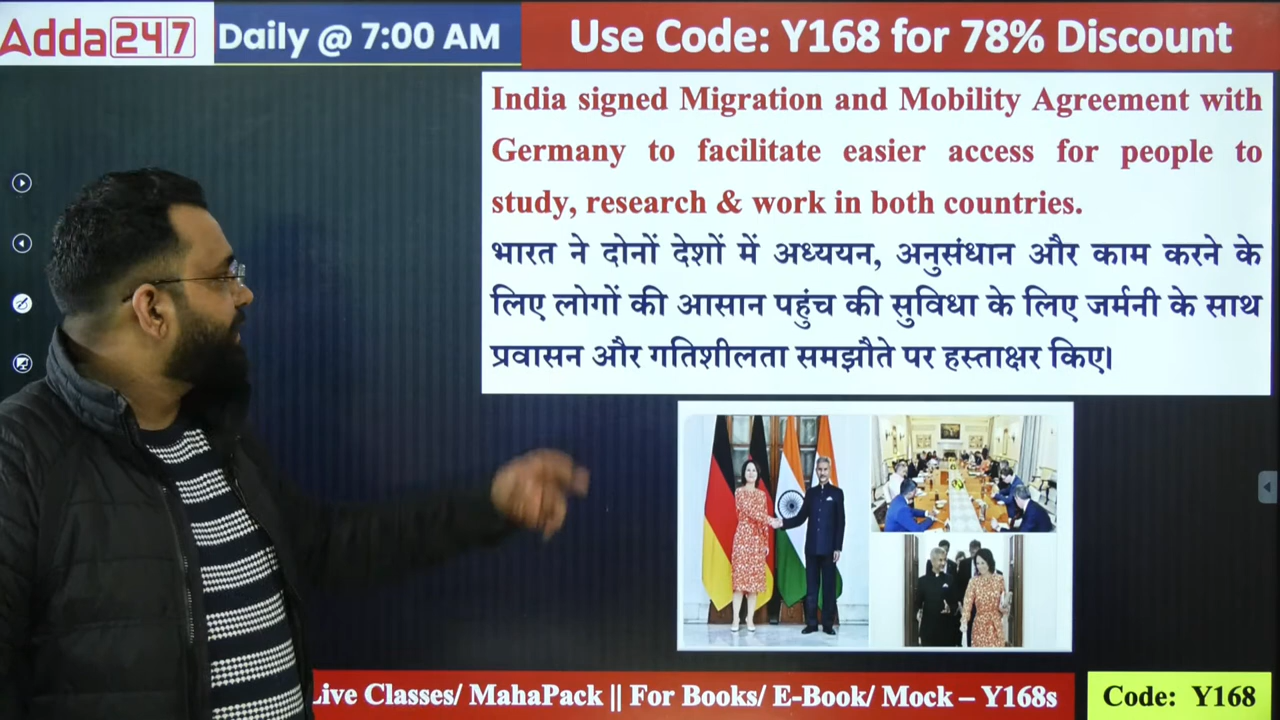 Adda247
Daily @ 7:00 AM
Use Code: Y168 for 78% Discount
India signed Migration and Mobility Agreement with
Germany to facilitate easier access for people to
study, research & work in both countries.
भारत ने दोनों देशों में अध्ययन, अनुसंधान और काम करने के
लिए लोगों की आसान पहुंच की सुविधा के लिए जर्मनी के साथ
प्रवासन और गतिशीलता समझौते पर हस्ताक्षर किए।
Live Classes/ MahaPack || For Books/ E-Book/ Mock – Y168s
Code: Y168